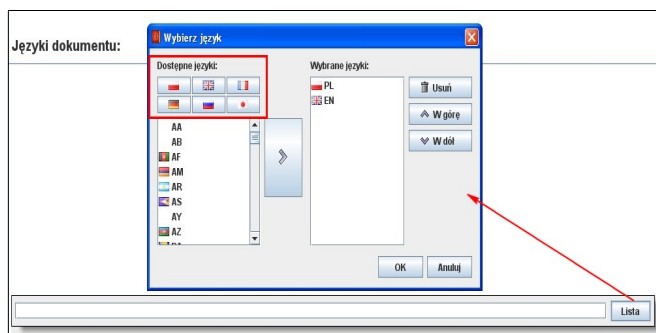 Języki dokumentu:
Wybierz język
Dostępne języki:
AA
AB
AF
AM
AR
AS
AY
AZ
Wybrane języki:
PL
EN
Usuń
W górę
W dół
OK
Anuluj
Lista